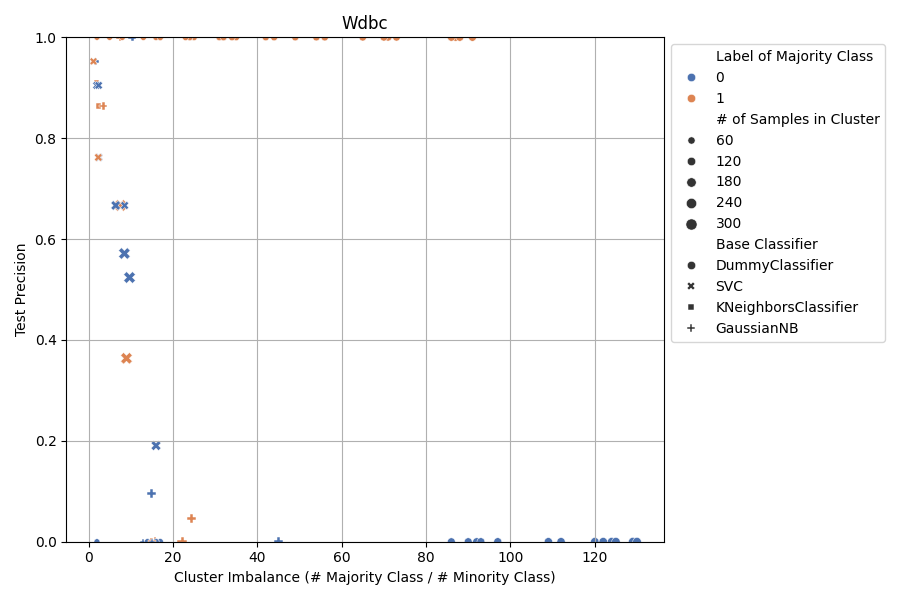 Wdbc
1.0
0.8
0.6
0.4
0.2
0.0
Test Precision
0
20
40
60
80
100
120
Cluster Imbalance (# Majority Class / # Minority Class)
Label of Majority Class
0
1
# of Samples in Cluster
60
120
180
240
300
Base Classifier
DummyClassifier
SVC
KNeighborsClassifier
GaussianNB